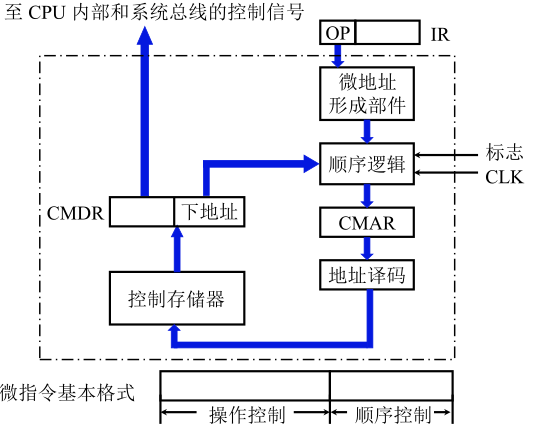 至 CPU 内部和系统总线的控制信号
OP
IR
微地址
形成部件
顺序逻辑
标志
CLK
CMDR
下地址
CMAR
地址译码
控制存储器
微指令基本格式
操作控制
顺序控制